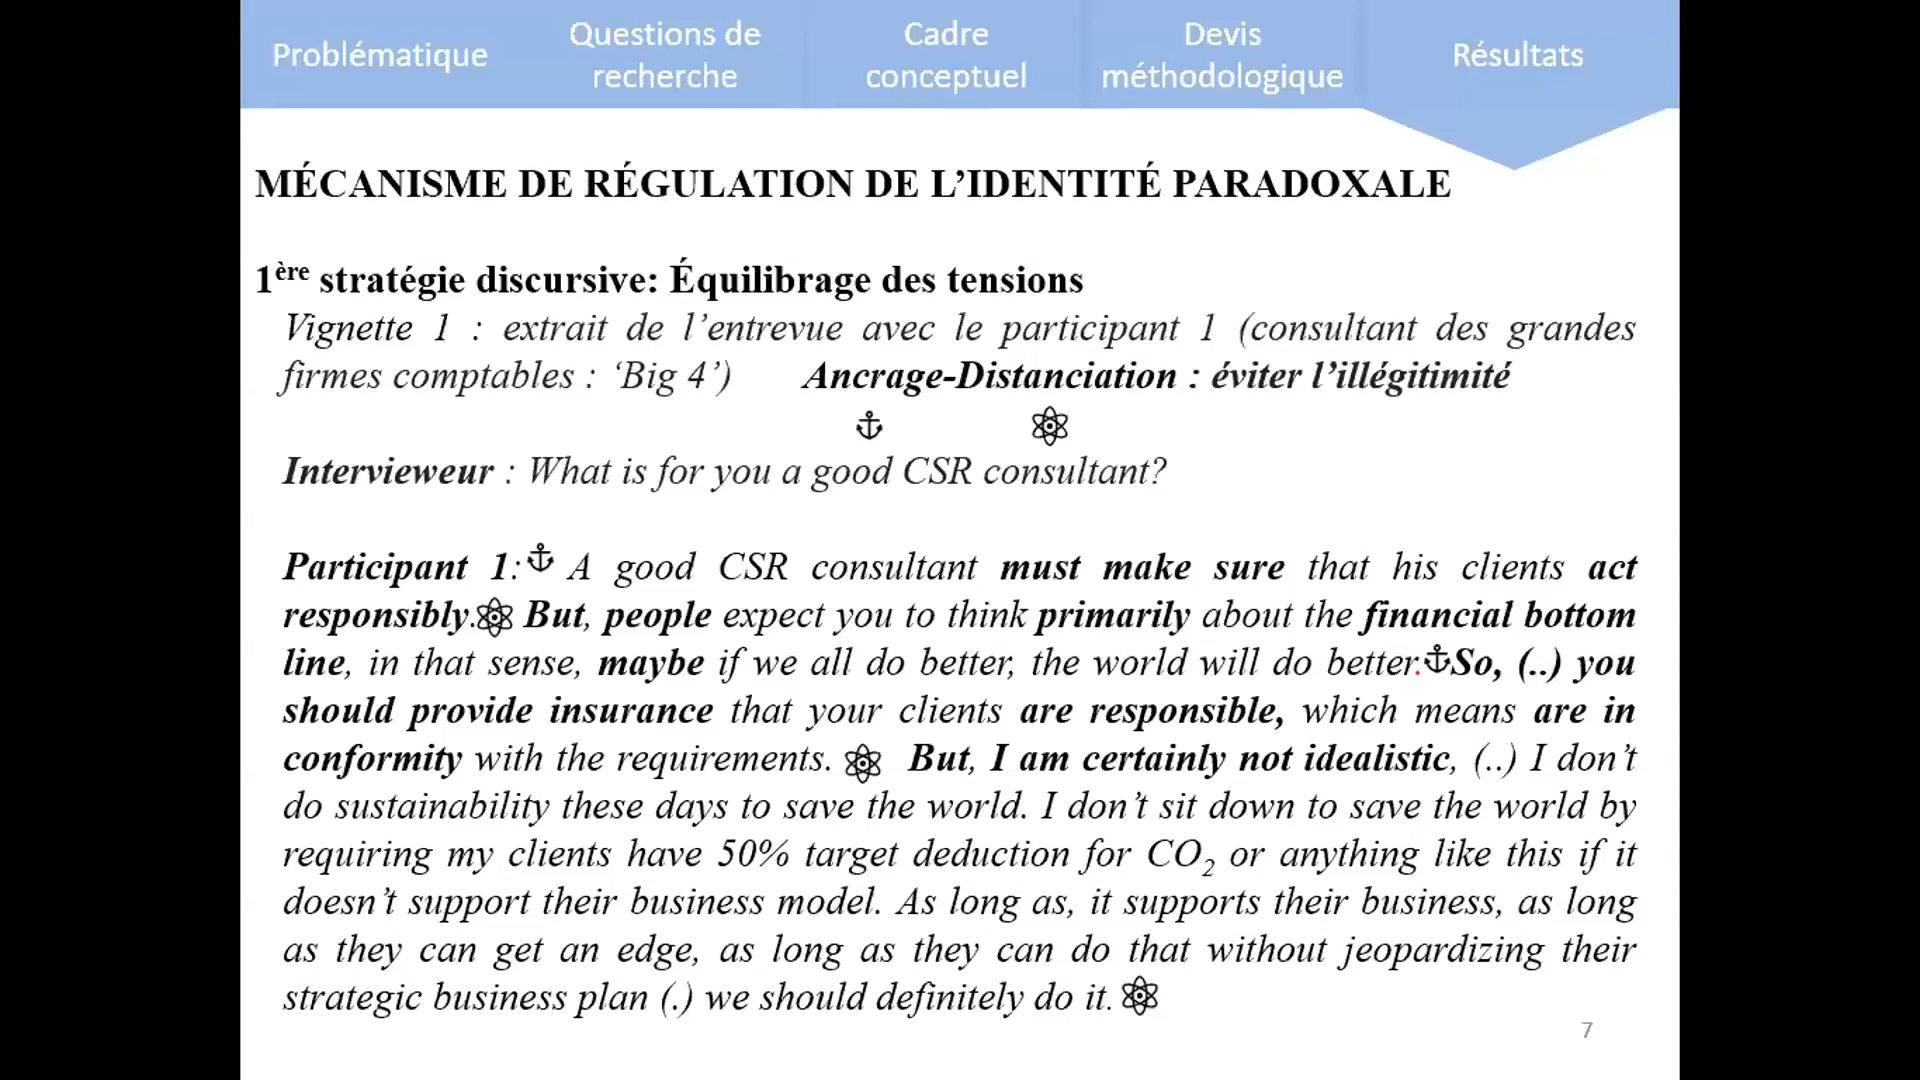 Problématique
Questions de
recherche
Cadre
conceptuel
Devis
méthodologique
Résultats
MÉCANISME DE RÉGULATION DE L’IDENTITÉ PARADOXALE
1ère stratégie discursive: Équilibrage des tensions
Vignette 1 : extrait de l’entrevue avec le participant 1 (consultant des grandes
firmes comptables : ‘Big 4’) Ancrage-Distanciation : éviter l’illégitimité
Intervieweur : What is for you a good CSR consultant?
Participant 1: A good CSR consultant must make sure that his clients act
responsibly. But, people expect you to think primarily about the financial bottom
line, in that sense, maybe if we all do better, the world will do better. So, (..) you
should provide insurance that your clients are responsible, which means are in
conformity with the requirements. But, I am certainly not idealistic, (..) I don’t
do sustainability these days to save the world. I don’t sit down to save the world by
requiring my clients have 50% target deduction for CO₂ or anything like this if it
doesn’t support their business model. As long as, it supports their business, as long
as they can get an edge, as long as they can do that without jeopardizing their
strategic business plan (.) we should definitely do it.
7